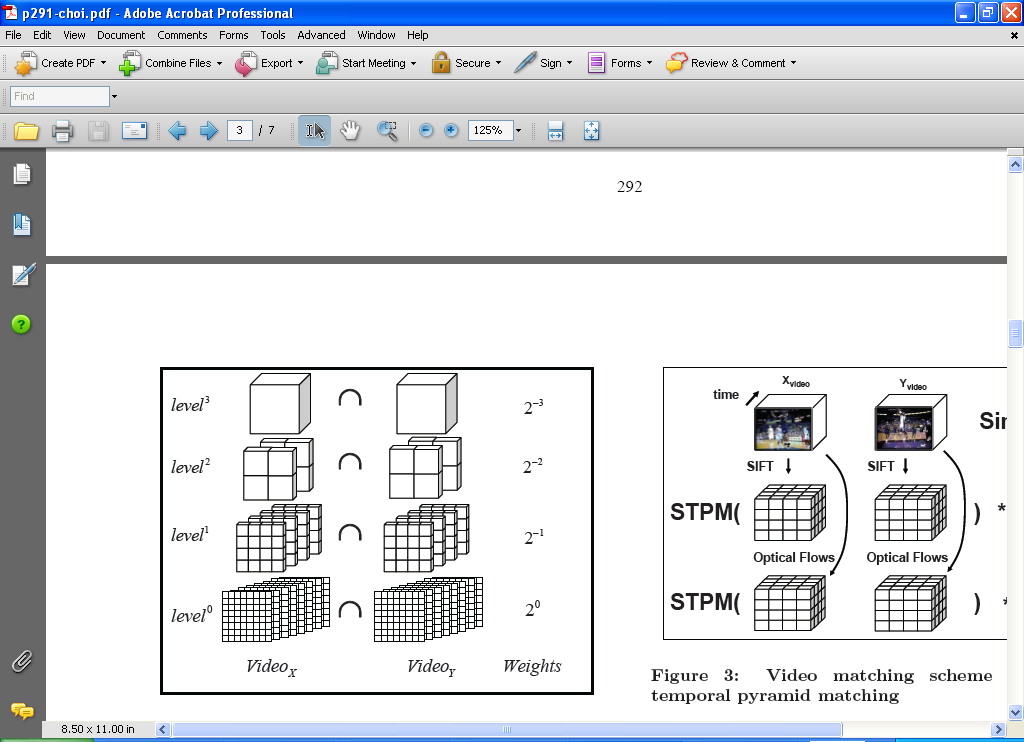 p291-choi.pdf - Adobe Acrobat Professional
File Edit View Document Comments Forms Tools Advanced Window Help
Create PDF Combine Files Export Start Meeting Secure Sign Forms Review & Comment
Find
3 / 7 125%
292
level3 ∩ 2−3
level2 ∩ 2−2
level1 ∩ 2−1
level0 ∩ 20
VideoX VideoY Weights
time Xvideo Yvideo
SIFT SIFT
STPM( ) *
Optical Flows Optical Flows
STPM( )
Figure 3: Video matching scheme
temporal pyramid matching
8.50 x 11.00 in